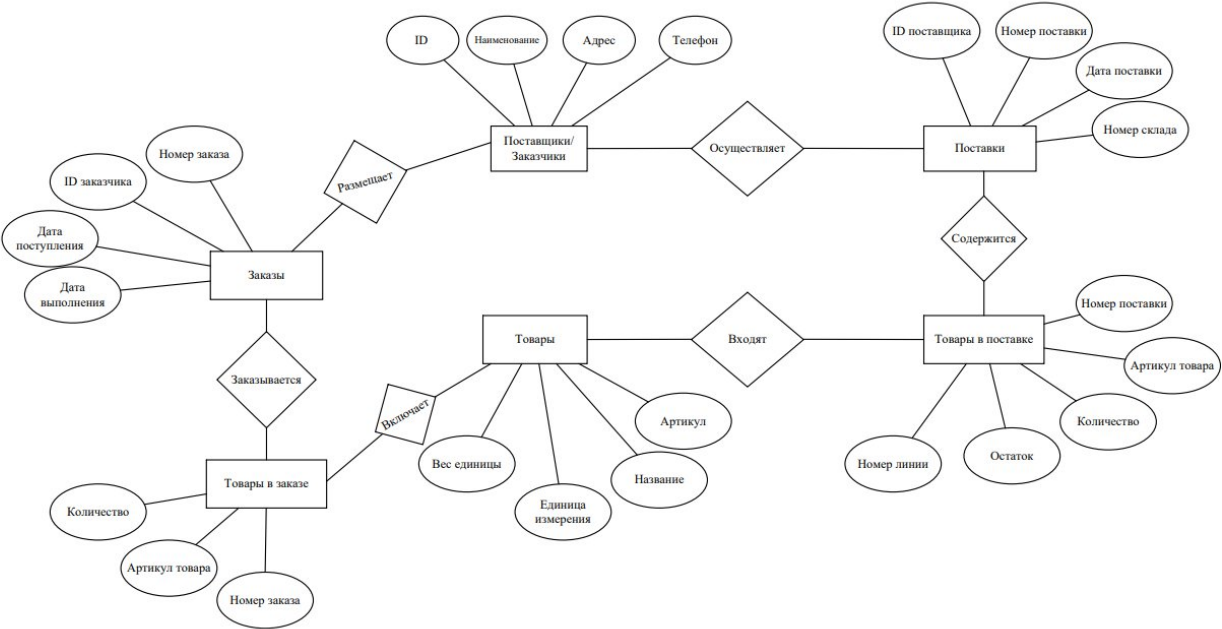 ID
Наименование
Адрес
Телефон
ID поставщика
Номер поставки
Дата поставки
Номер склада
Поставщики/
Заказчики
Осуществляет
Поставки
Номер заказа
ID заказчика
Размещает
Дата
поступления
Заказы
Дата
выполнения
Содержится
Номер поставки
Товары
Входят
Товары в поставке
Артикул товара
Заказывается
Включает
Артикул
Количество
Вес единицы
Название
Номер линии
Остаток
Товары в заказе
Единица
измерения
Количество
Артикул товара
Номер заказа